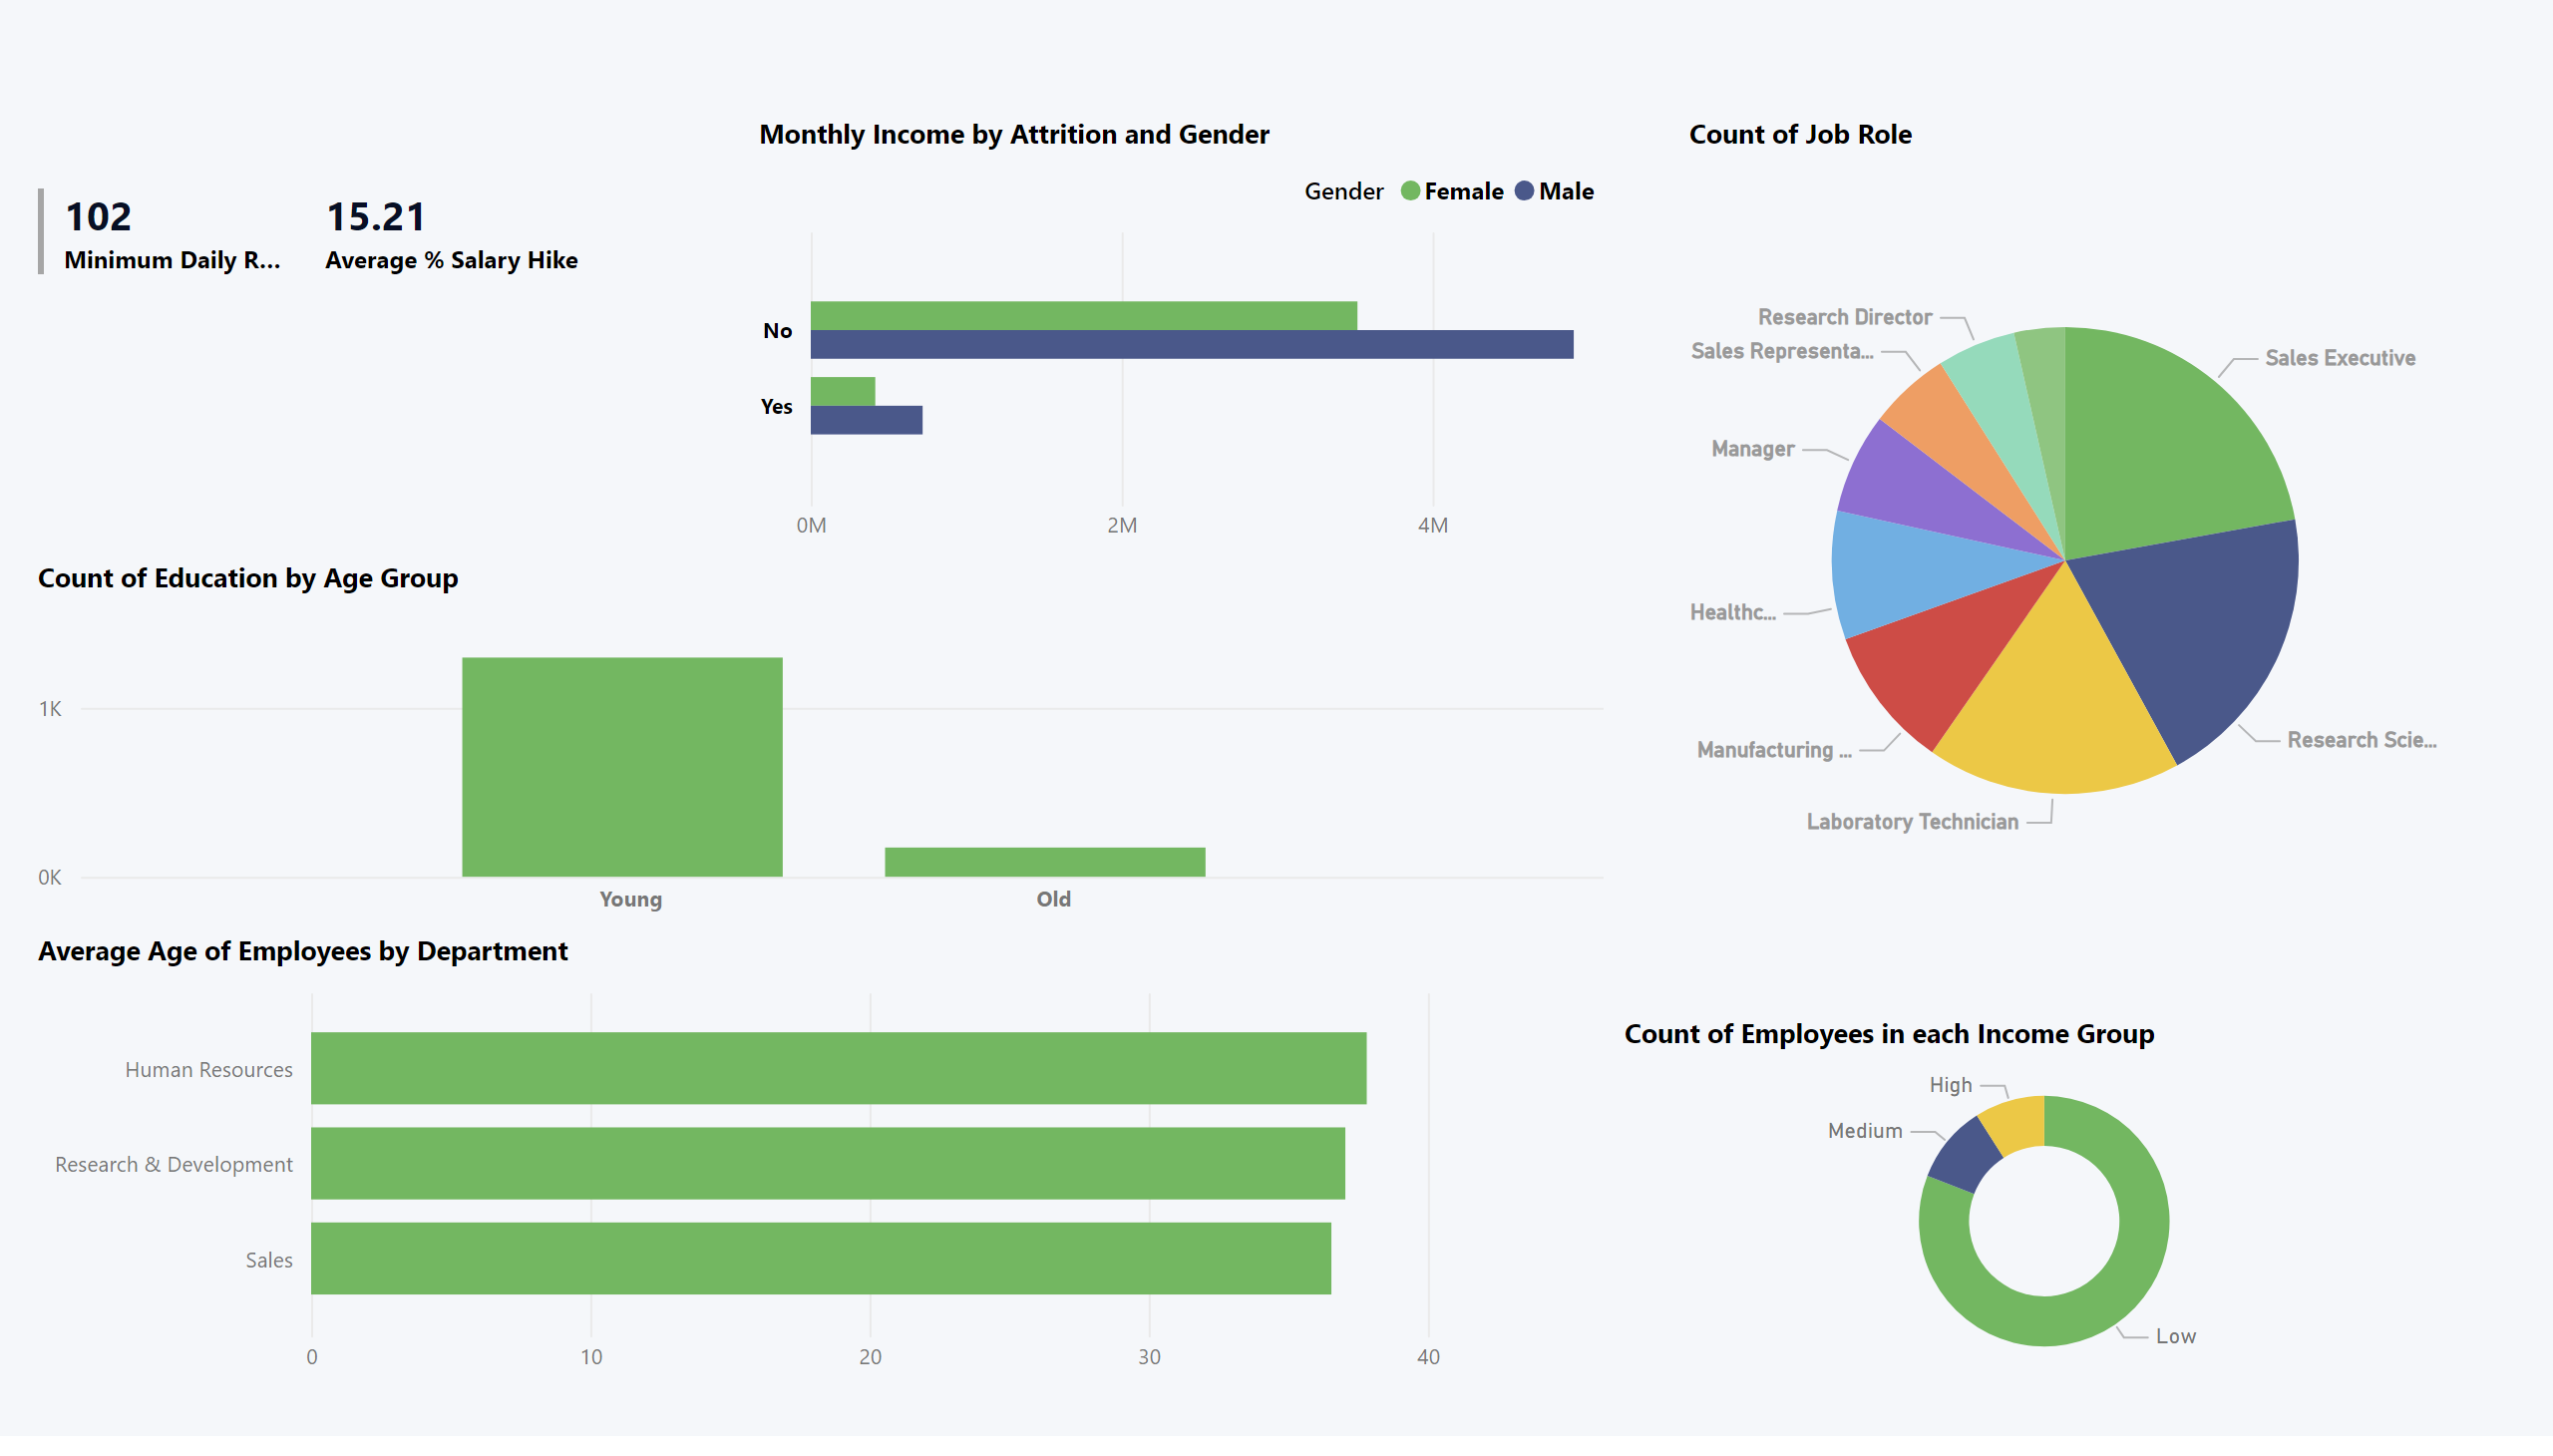 102
Minimum Daily R...
15.21
Average % Salary Hike
Monthly Income by Attrition and Gender
Gender Female Male
No
Yes
0M 2M 4M
Count of Job Role
Research Director
Sales Representa...
Manager
Healthc...
Manufacturing ...
Laboratory Technician
Sales Executive
Research Scie...
Count of Education by Age Group
1K
0K
Young Old
Average Age of Employees by Department
Human Resources
Research & Development
Sales
0 10 20 30 40
Count of Employees in each Income Group
High
Medium
Low